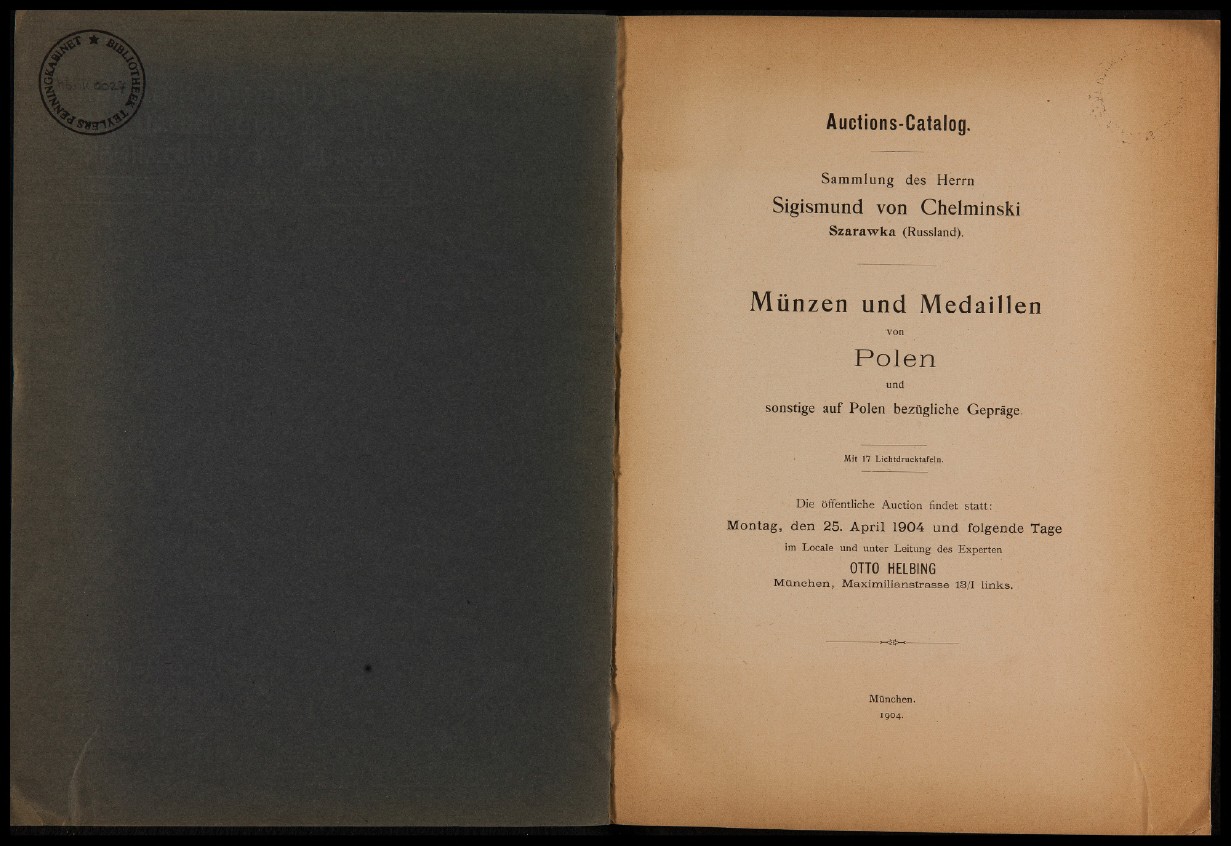 BIBLIOTHEEK TEYLERS PENNINGKABINET ★
Auctions-Catalog.
Sammlung des Herrn
Sigismund von Chelminski
Szarawka (Russland).
Münzen und Medaillen
von
Polen
und
sonstige auf Polen bezügliche Gepräge.
Mit 17 Lichtdrucktafeln.
Die öffentliche Auction findet statt:
Montag, den 25. April 1904 und folgende Tage
im Locale und unter Leitung des Experten
OTTO HELBING
München, Maximilianstrasse 13/I links.
München.
1904.